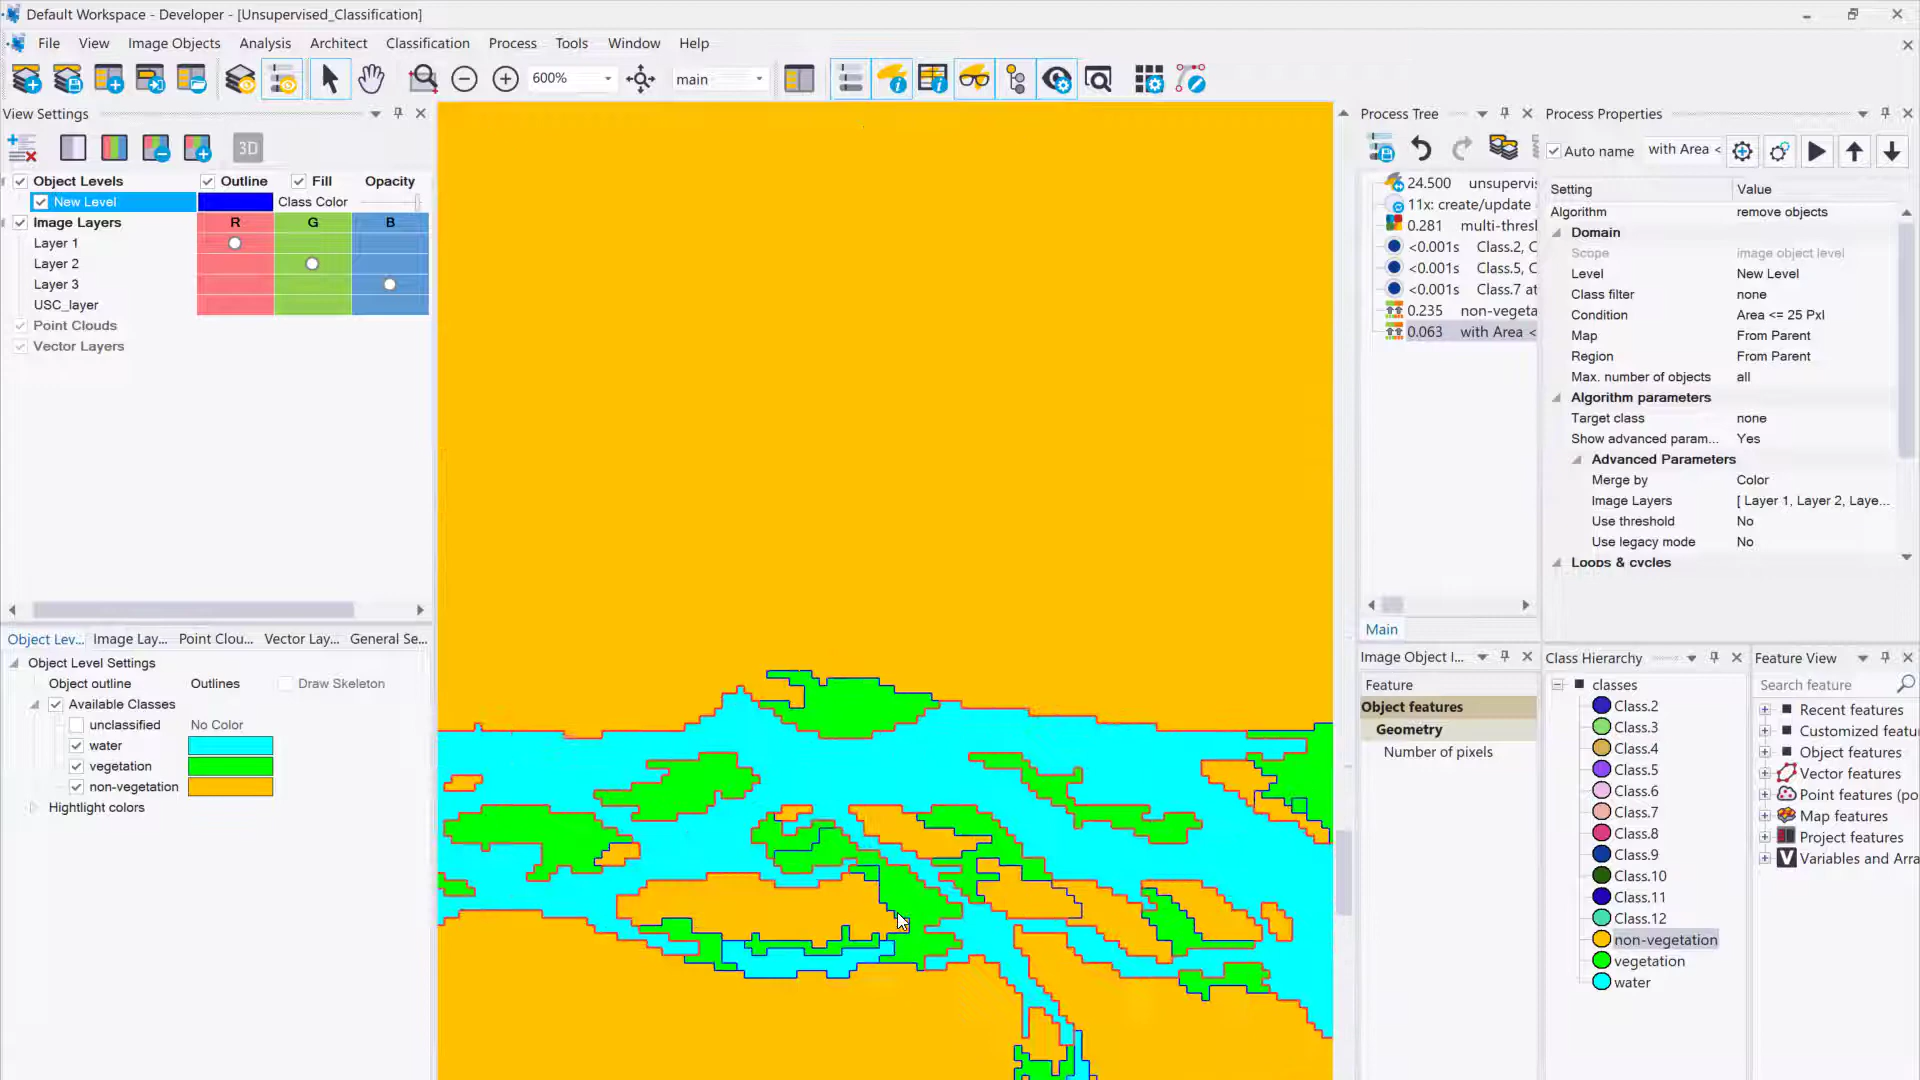 Default Workspace - Developer - [Unsupervised_Classification]
File View Image Objects Analysis Architect Classification Process Tools Window Help
3D
600%
main
View Settings
Object Levels Outline Fill Opacity
New Level Class Color
Image Layers R G B
Layer 1
Layer 2
Layer 3
USC_layer
Point Clouds
Vector Layers
Object Lev... Image Lay... Point Clou... Vector Lay... General Se...
Object Level Settings
Object outline Outlines Draw Skeleton
Available Classes
unclassified No Color
water
vegetation
non-vegetation
Highlight colors
Process Tree
24.500 unsupervis
11x: create/update
0.281 multi-thresl
<0.001s Class.2, C
<0.001s Class.5, C
<0.001s Class.7 at
0.235 non-vegeta
0.063 with Area <
Main
Process Properties
Auto name with Area <
Setting Value
Algorithm remove objects
Domain
Scope image object level
Level New Level
Class filter none
Condition Area <= 25 Pxl
Map From Parent
Region From Parent
Max. number of objects all
Algorithm parameters
Target class none
Show advanced param... Yes
Advanced Parameters
Merge by Color
Image Layers [ Layer 1, Layer 2, Laye...
Use threshold No
Use legacy mode No
Loops & cycles
Image Object I...
Feature
Object features
Geometry
Number of pixels
Class Hierarchy
classes
Class.2
Class.3
Class.4
Class.5
Class.6
Class.7
Class.8
Class.9
Class.10
Class.11
Class.12
non-vegetation
vegetation
water
Feature View
Search feature
Recent features
Customized featu
Object features
Vector features
Point features (po
Map features
Project features
Variables and Arra